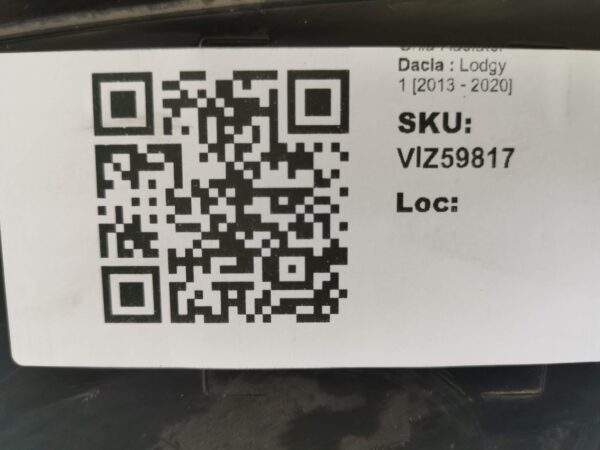 Dacia : Lodgy
1 [2013 - 2020]
SKU:
VIZ59817
Loc: